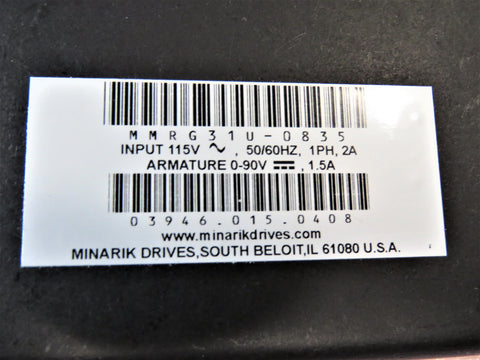 MMRG31U-0835
INPUT 115V ~ , 50/60HZ, 1PH, 2A
ARMATURE 0-90V ⎓ , 1.5A
03946.015.0408
www.minarikdrives.com
MINARIK DRIVES,SOUTH BELOIT,IL 61080 U.S.A.